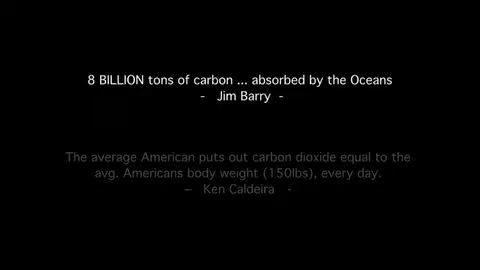 8 BILLION tons of carbon ... absorbed by the Oceans
- Jim Barry -
The average American puts out carbon dioxide equal to the
avg. Americans body weight (150lbs), every day.
– Ken Caldeira -